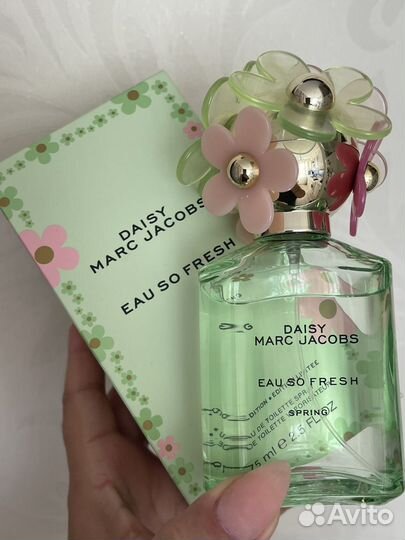 DAISY
MARC JACOBS
EAU SO FRESH
DAISY
MARC JACOBS
EAU SO FRESH
SPRING
75 ml e 2.5 FL.OZ
Avito